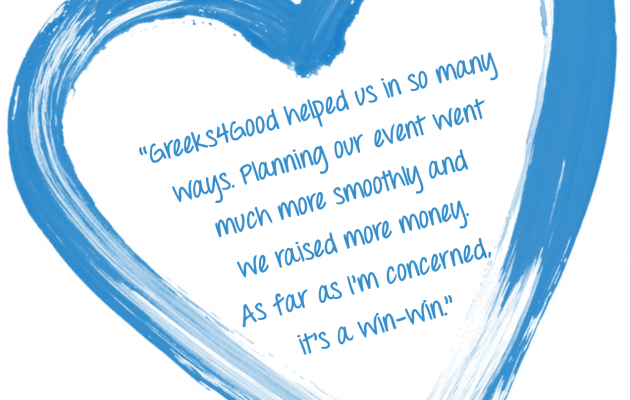 "Greeks4Good helped us in so many
ways. Planning our event went
much more smoothly and
we raised more money.
As far as I'm concerned,
it's a win-win."